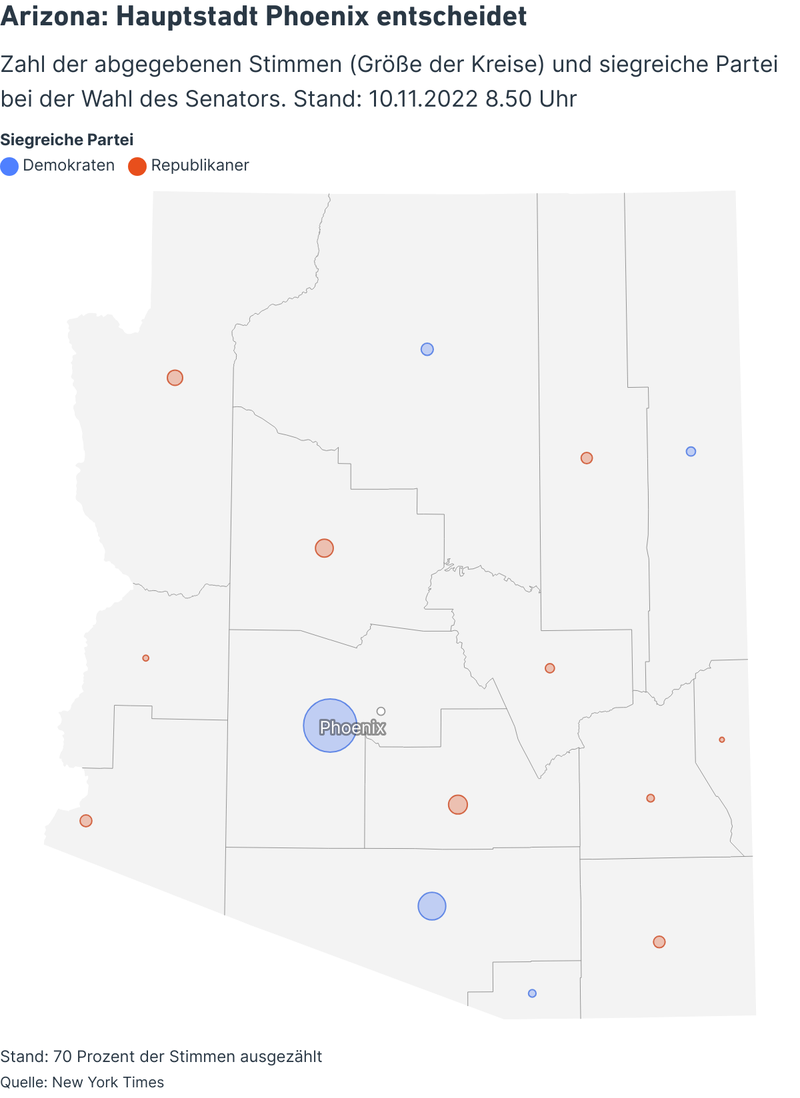 Arizona: Hauptstadt Phoenix entscheidet
Zahl der abgegebenen Stimmen (Größe der Kreise) und siegreiche Partei
bei der Wahl des Senators. Stand: 10.11.2022 8.50 Uhr
Siegreiche Partei
Demokraten Republikaner
Phoenix
Stand: 70 Prozent der Stimmen ausgezählt
Quelle: New York Times